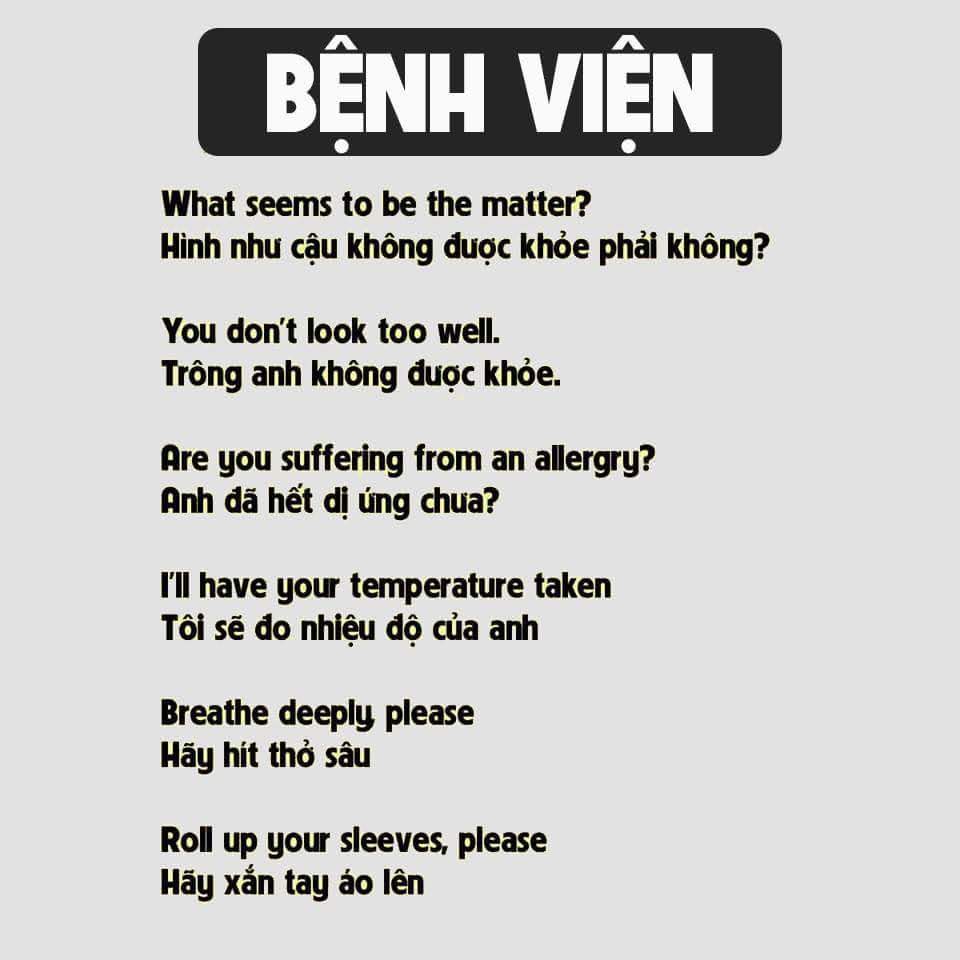 BỆNH VIỆN
What seems to be the matter?
Hình như cậu không được khỏe phải không?
You don't look too well.
Trông anh không được khỏe.
Are you suffering from an allergry?
Anh đã hết dị ứng chưa?
I'll have your temperature taken
Tôi sẽ đo nhiệu độ của anh
Breathe deeply, please
Hãy hít thở sâu
Roll up your sleeves, please
Hãy xắn tay áo lên